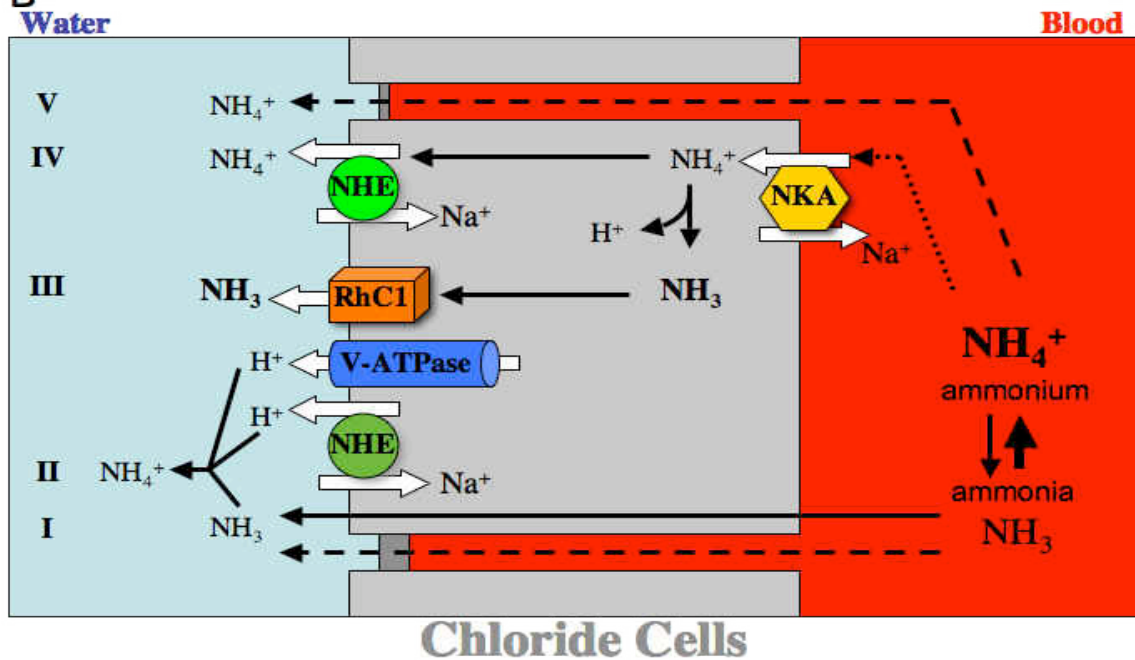 B
Water Blood
V NH₄⁺
IV NH₄⁺ NHE Na⁺ NH₄⁺ NKA Na⁺
H⁺
III NH₃ RhC1 NH₃
NH₄⁺
ammonium
H⁺ V-ATPase
H⁺ NHE
II NH₄⁺ Na⁺
ammonia
I NH₃ NH₃
Chloride Cells